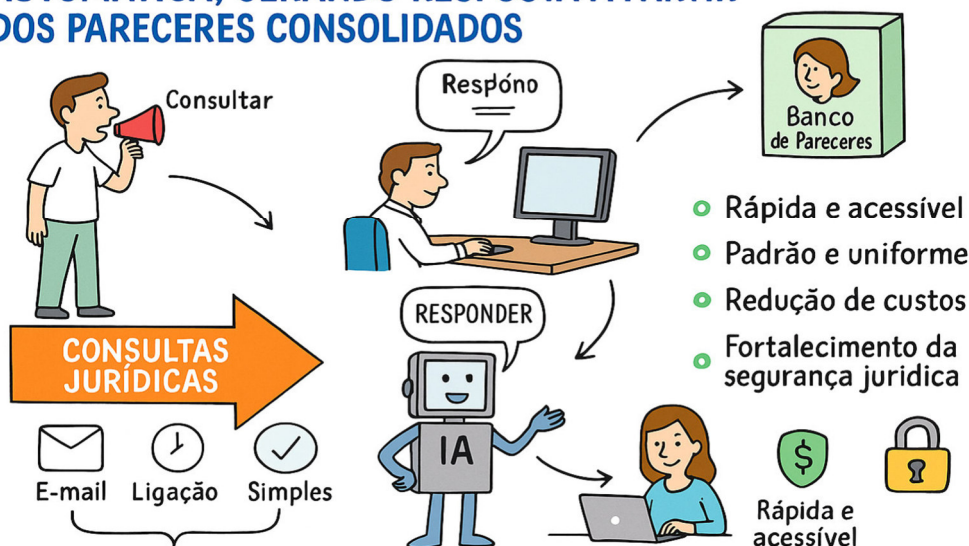 DOS PARECERES CONSOLIDADOS
Consultar
Respóno
Banco
de Pareceres
Rápida e acessível
Padrão e uniforme
Redução de custos
Fortalecimento da
segurança juridica
RESPONDER
CONSULTAS
JURÍDICAS
IA
E-mail
Ligação
Simples
$
Rápida e
acessível